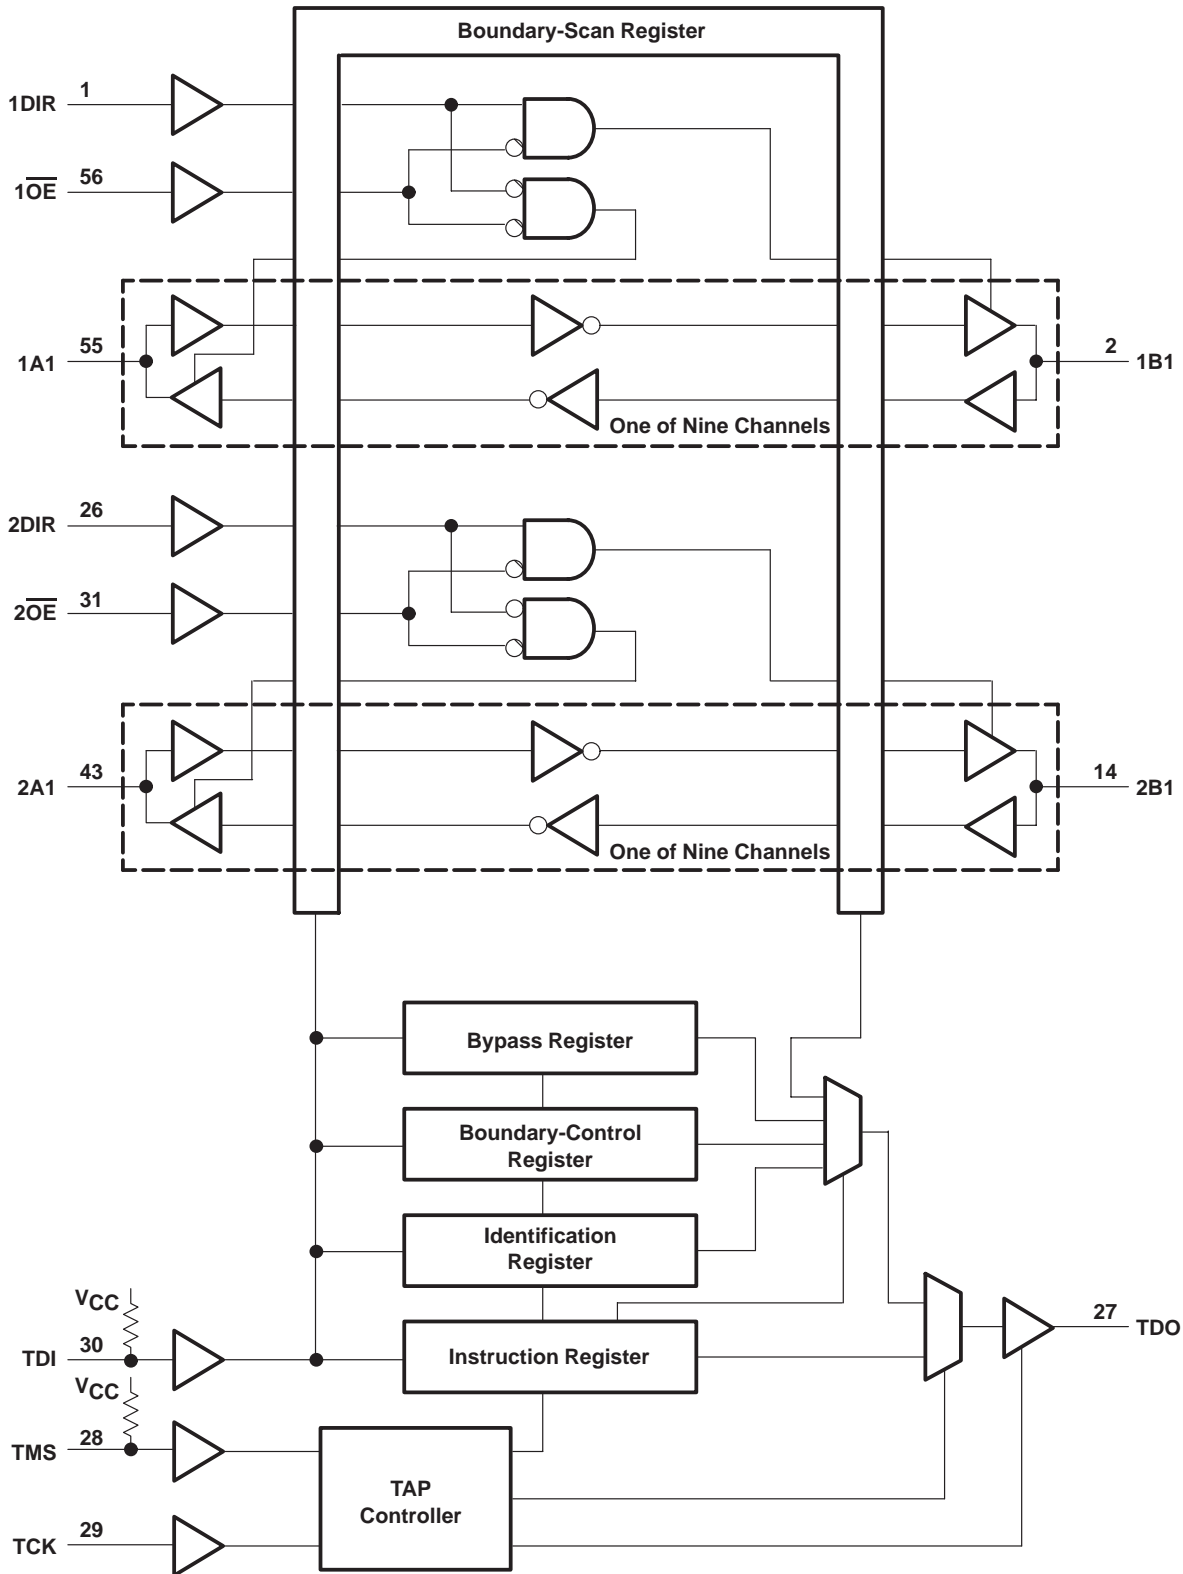 Boundary-Scan Register
1DIR 1
1O̅E̅ 56
1A1 55
2 1B1
One of Nine Channels
2DIR 26
2O̅E̅ 31
2A1 43
14 2B1
One of Nine Channels
Bypass Register
Boundary-Control
Register
Identification
Register
VCC
TDI 30
Instruction Register
27 TDO
VCC
TMS 28
TAP
Controller
TCK 29